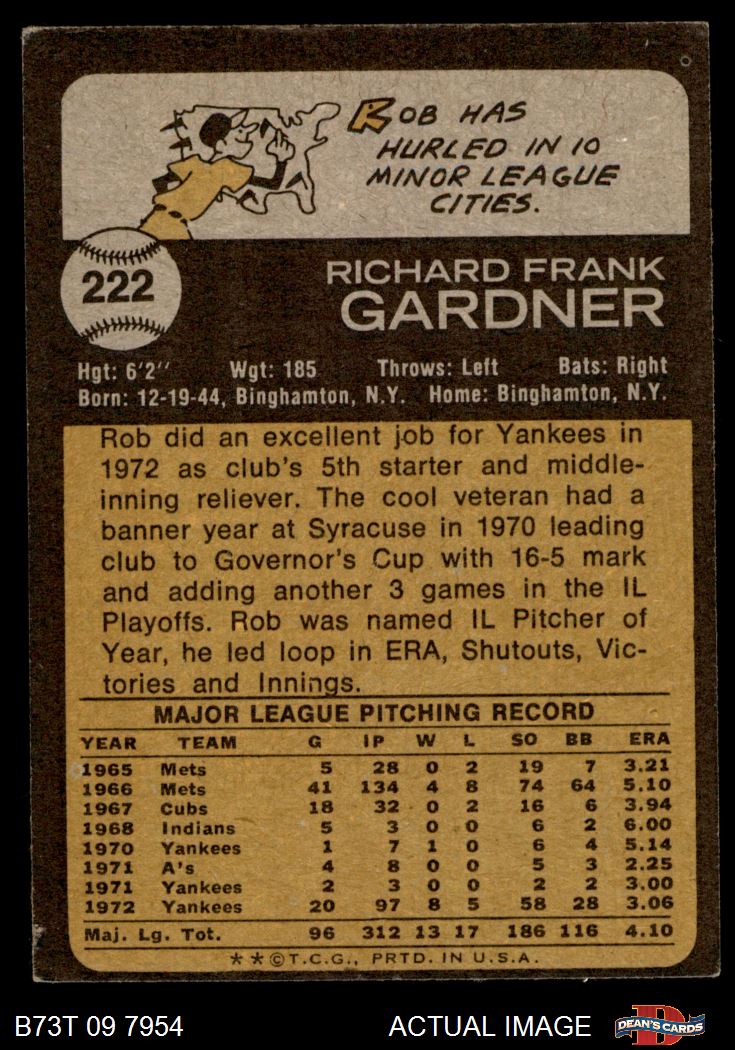 ROB HAS
HURLED IN 10
MINOR LEAGUE
CITIES.
222
RICHARD FRANK
GARDNER
Hgt: 6'2" Wgt: 185 Throws: Left Bats: Right
Born: 12-19-44, Binghamton, N.Y. Home: Binghamton, N.Y.
Rob did an excellent job for Yankees in
1972 as club's 5th starter and middle-
inning reliever. The cool veteran had a
banner year at Syracuse in 1970 leading
club to Governor's Cup with 16-5 mark
and adding another 3 games in the IL
Playoffs. Rob was named IL Pitcher of
Year, he led loop in ERA, Shutouts, Vic-
tories and Innings.
MAJOR LEAGUE PITCHING RECORD
YEAR TEAM G IP W L SO BB ERA
1965 Mets 5 28 0 2 19 7 3.21
1966 Mets 41 134 4 8 74 64 5.10
1967 Cubs 18 32 0 2 16 6 3.94
1968 Indians 5 3 0 0 6 2 6.00
1970 Yankees 1 7 1 0 6 4 5.14
1971 A's 4 8 0 0 5 3 2.25
1971 Yankees 2 3 0 0 2 2 3.00
1972 Yankees 20 97 8 5 58 28 3.06
Maj. Lg. Tot. 96 312 13 17 186 116 4.10
**©T.C.G., PRTD. IN U.S.A.
B73T 09 7954 ACTUAL IMAGE DEAN'S CARDS